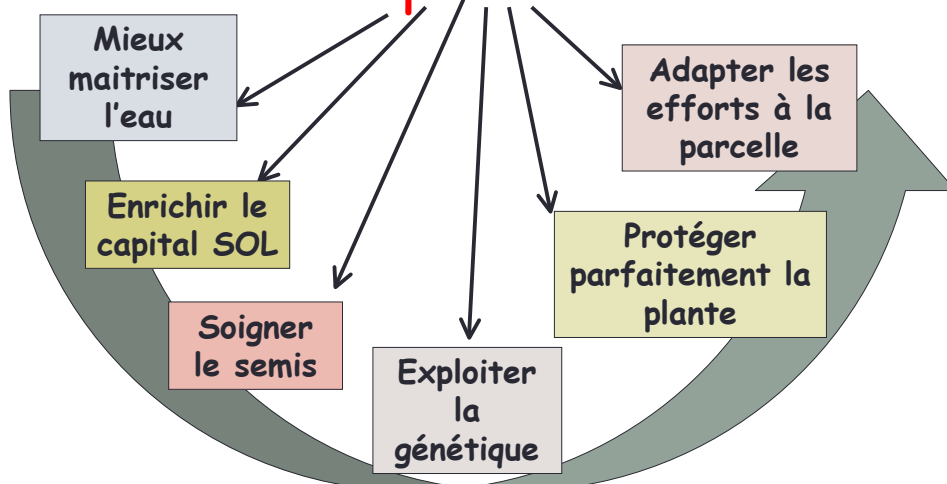 Mieux
maitriser
l'eau
Adapter les
efforts à la
parcelle
Enrichir le
capital SOL
Protéger
parfaitement la
plante
Soigner
le semis
Exploiter
la
génétique